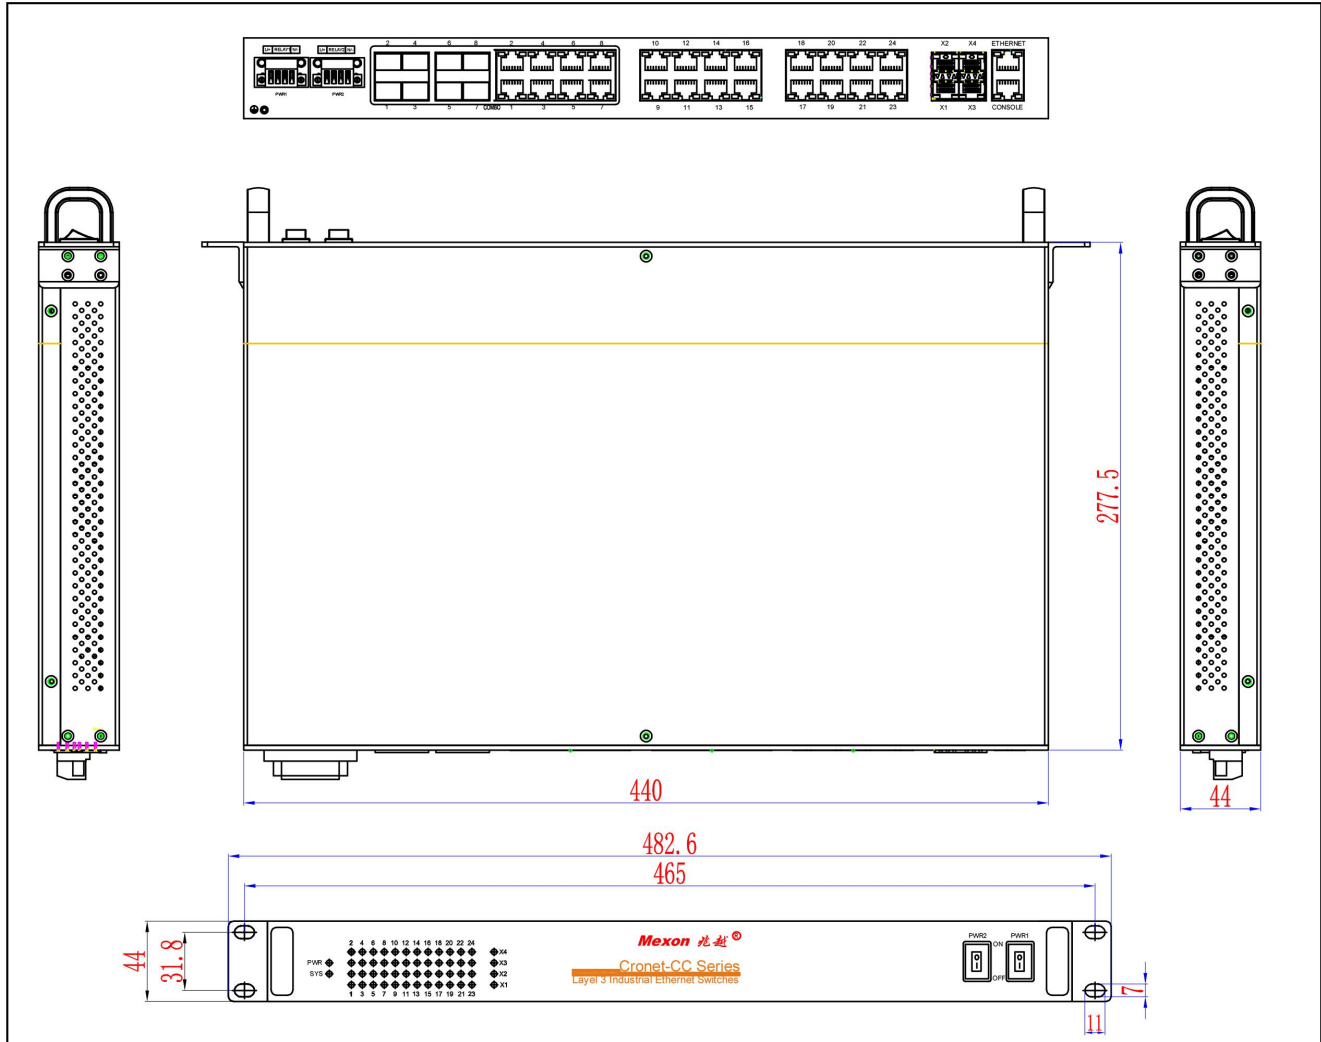 L/+ RELAY1 N/- L/+ RELAY2 N/-
PWR1 PWR2
2 4 6 8 2 4 6 8 10 12 14 16 18 20 22 24 X2 X4 ETHERNET
1 3 5 7 COMBO 1 3 5 7 9 11 13 15 17 19 21 23 X1 X3 CONSOLE
277.5
440
44
482.6
465
44
31.8
Mexon 兆越®
Cronet-CC Series
Layel 3 Industrial Ethernet Switches
2 4 6 8 10 12 14 16 18 20 22 24
PWR
SYS
1 3 5 7 9 11 13 15 17 19 21 23
X4
X3
X2
X1
PWR2 PWR1
ON
OFF
7
11